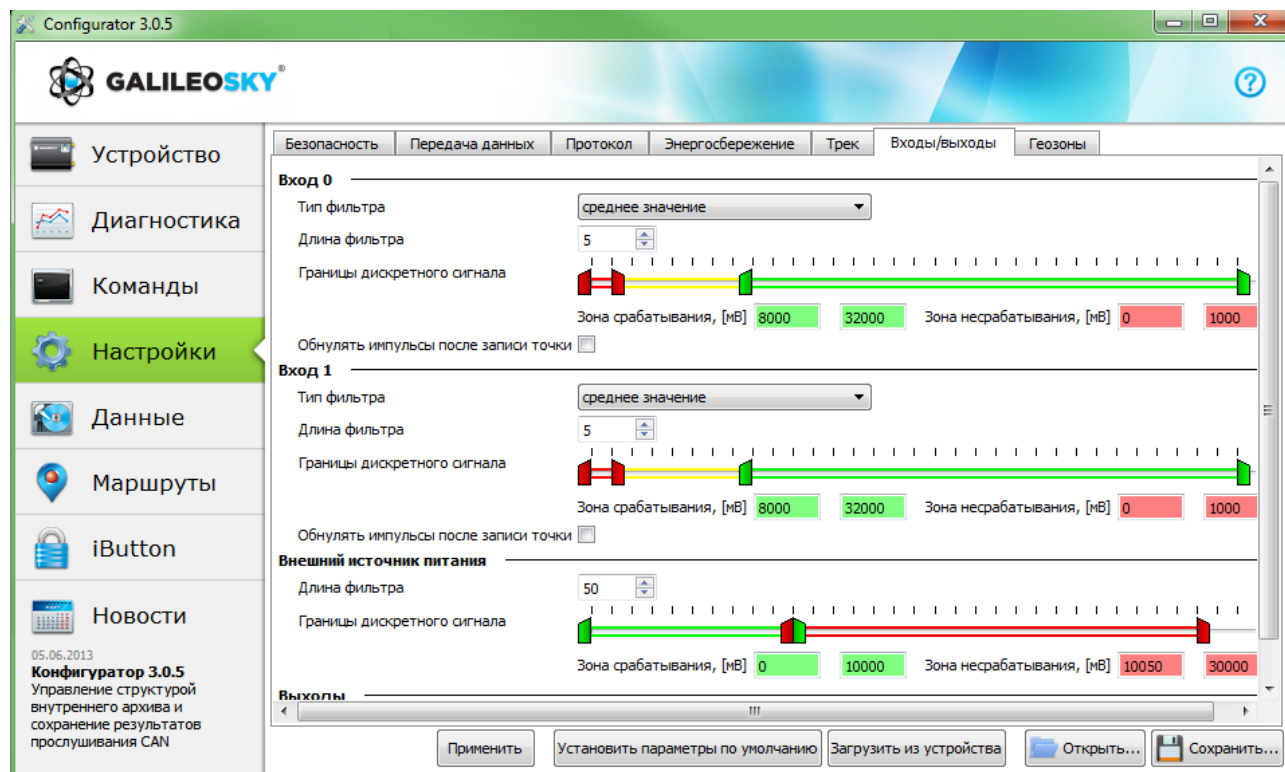 Configurator 3.0.5
GALILEOSKY®
?
Устройство
Диагностика
Команды
Настройки
Данные
Маршруты
iButton
Новости
05.06.2013
Конфигуратор 3.0.5
Управление структурой
внутреннего архива и
сохранение результатов
прослушивания CAN
Безопасность Передача данных Протокол Энергосбережение Трек Входы/выходы Геозоны
Вход 0
Тип фильтра среднее значение
Длина фильтра 5
Границы дискретного сигнала
Зона срабатывания, [мВ] 8000 32000 Зона несрабатывания, [мВ] 0 1000
Обнулять импульсы после записи точки
Вход 1
Тип фильтра среднее значение
Длина фильтра 5
Границы дискретного сигнала
Зона срабатывания, [мВ] 8000 32000 Зона несрабатывания, [мВ] 0 1000
Обнулять импульсы после записи точки
Внешний источник питания
Длина фильтра 50
Границы дискретного сигнала
Зона срабатывания, [мВ] 0 10000 Зона несрабатывания, [мВ] 10050 30000
Выходы
Применить Установить параметры по умолчанию Загрузить из устройства Открыть... Сохранить...